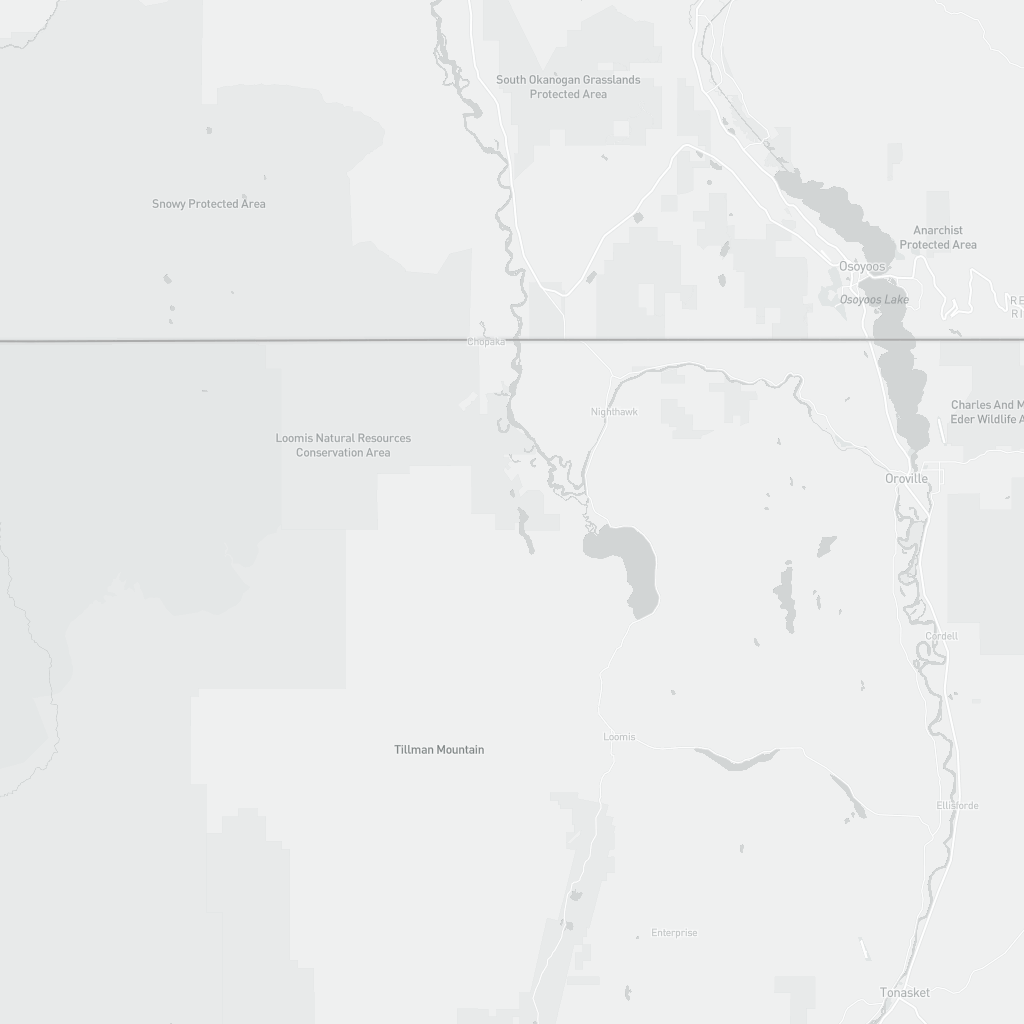 South Okanogan Grasslands
Protected Area
Snowy Protected Area
Anarchist
Protected Area
Osoyoos
Osoyoos Lake
RE
RI
Chopaka
Nighthawk
Charles And M
Eder Wildlife A
Loomis Natural Resources
Conservation Area
Oroville
Cordell
Loomis
Tillman Mountain
Ellisforde
Enterprise
Tonasket